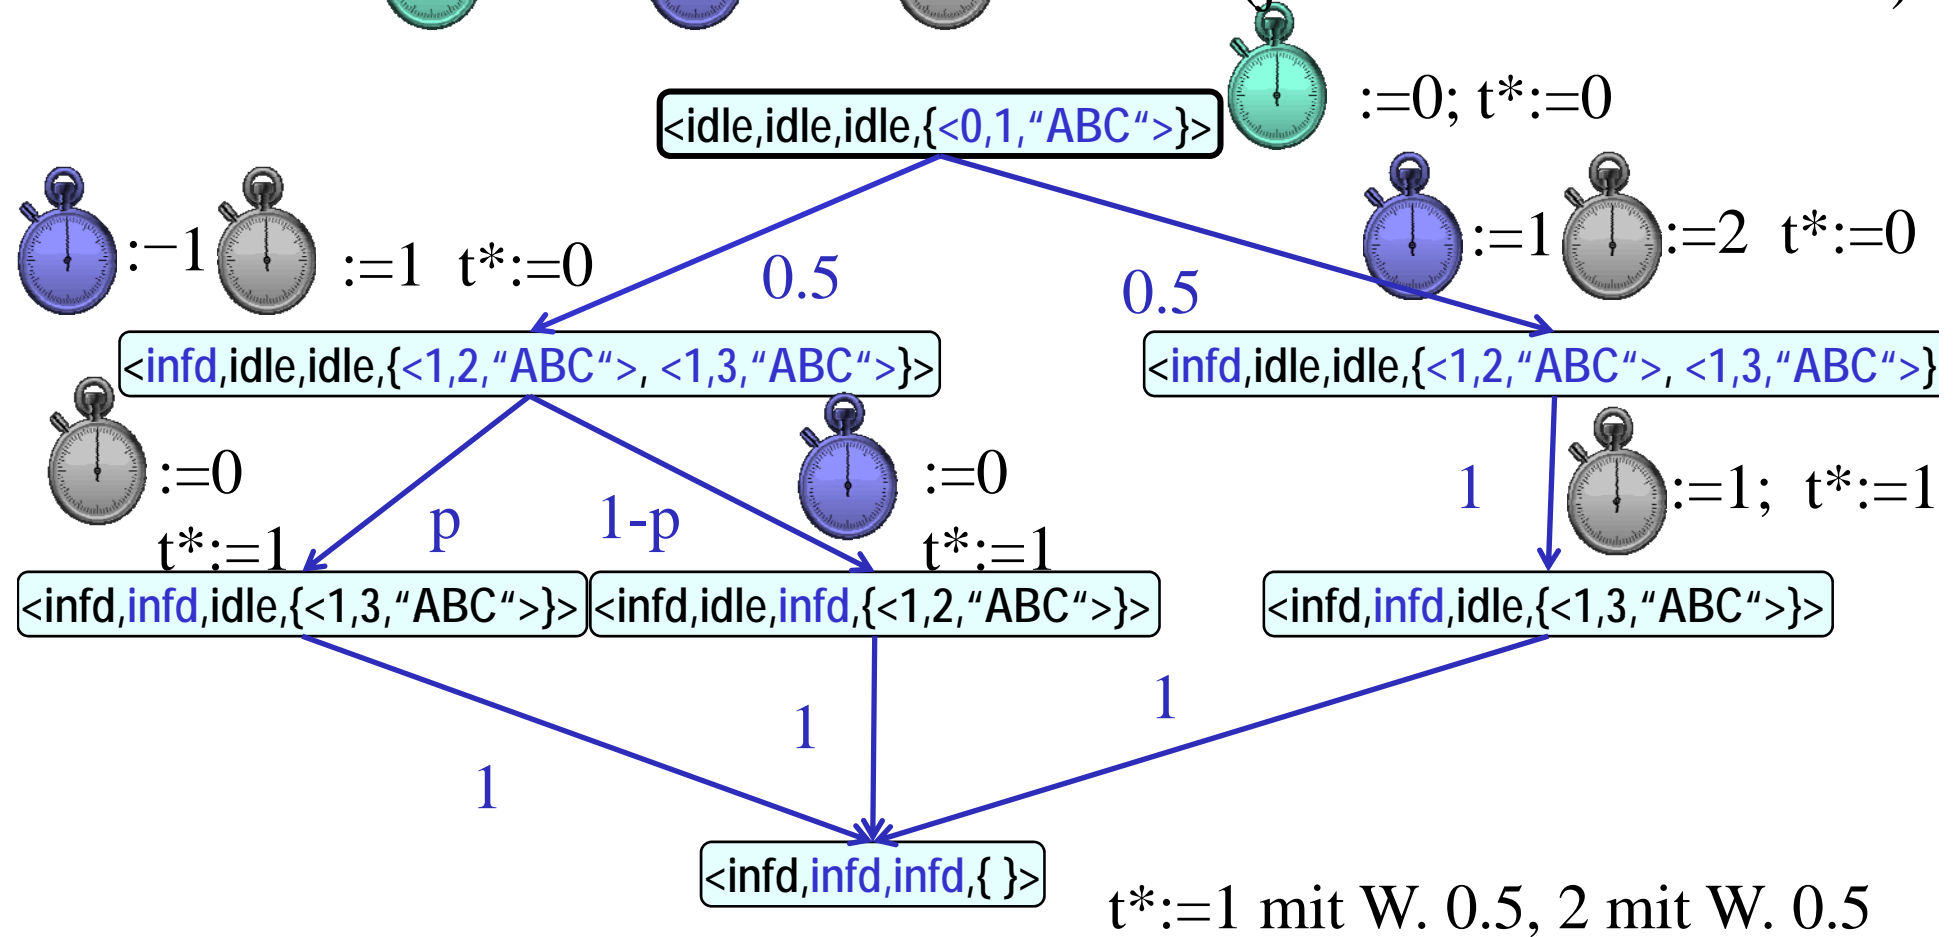 :=0; t*:=0
<idle,idle,idle,{<0,1,“ABC“>}>
:−1 :=1 t*:=0
:=1 :=2 t*:=0
0.5
0.5
<infd,idle,idle,{<1,2,“ABC“>, <1,3,“ABC“>}>
<infd,idle,idle,{<1,2,“ABC“>, <1,3,“ABC“>}
:=0
t*:=1
p
1-p
:=0
t*:=1
1
:=1; t*:=1
<infd,infd,idle,{<1,3,“ABC“>}>
<infd,idle,infd,{<1,2,“ABC“>}>
<infd,infd,idle,{<1,3,“ABC“>}>
1
1
1
<infd,infd,infd,{ }>
t*:=1 mit W. 0.5, 2 mit W. 0.5